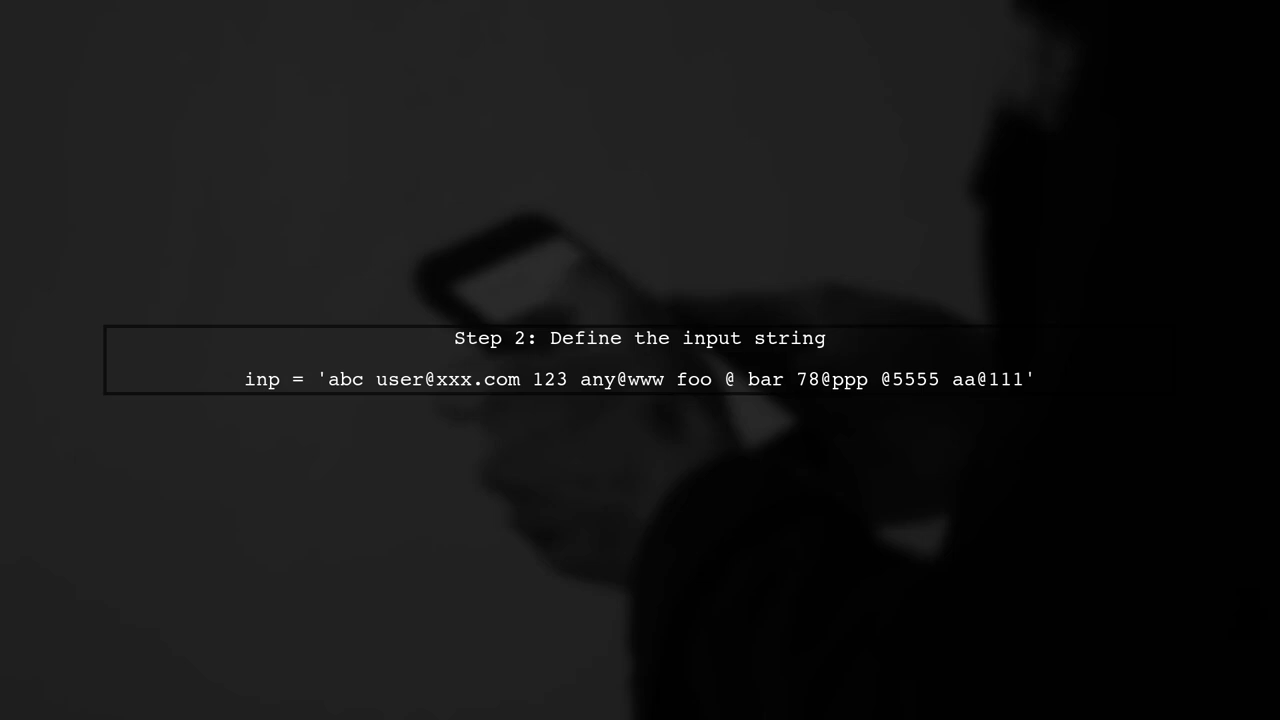 Step 2: Define the input string
inp = 'abc user@xxx.com 123 any@www foo @ bar 78@ppp @5555 aa@111'